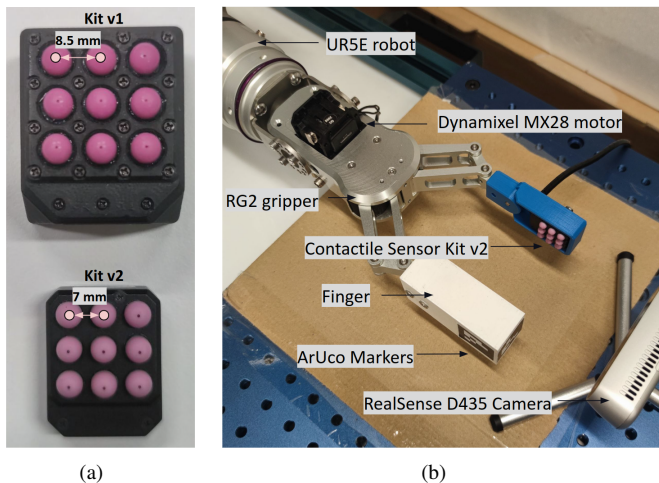 Kit v1
8.5 mm
Kit v2
7 mm
(a)
UR5E robot
Dynamixel MX28 motor
RG2 gripper
Contactile Sensor Kit v2
Finger
ArUco Markers
RealSense D435 Camera
(b)